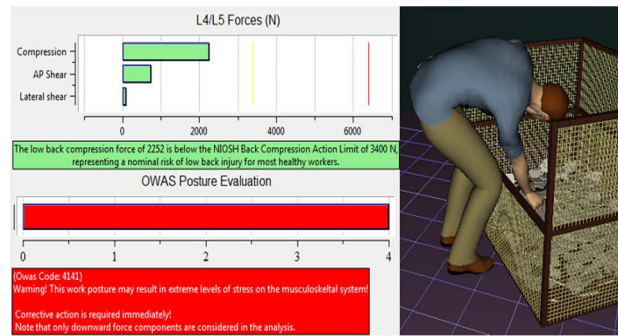 L4/L5 Forces (N)
Compression
AP Shear
Lateral shear
0 2000 4000 6000
The low back compression force of 2252 is below the NIOSH Back Compression Action Limit of 3400 N,
representing a nominal risk of low back injury for most healthy workers.
OWAS Posture Evaluation
0 1 2 3 4
(Owas Code: 4141)
Warning! This work posture may result in extreme levels of stress on the musculoskeltal system!
Corrective action is required immediately!
Note that only downward force components are considered in the analysis.